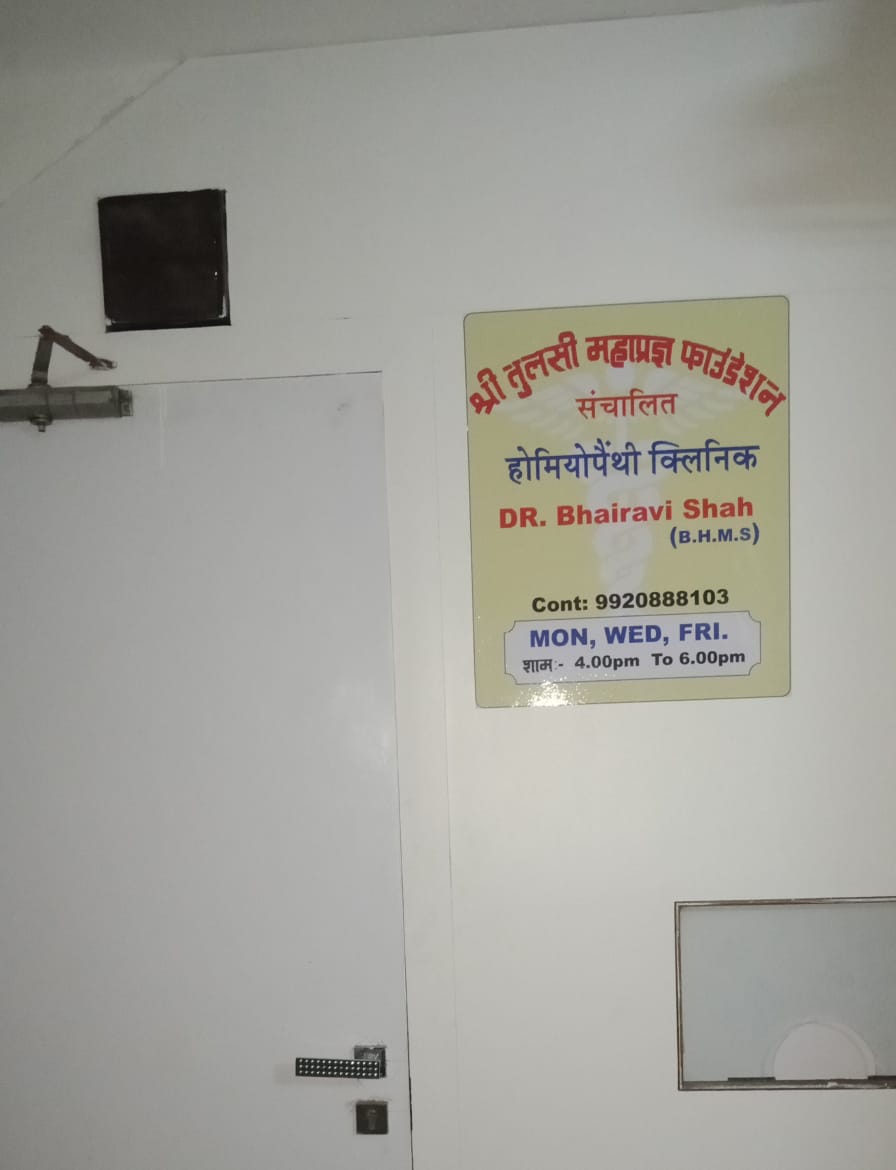 श्री तुलसी महाप्रज्ञ फाउंडेशन
संचालित
होमियोपैंथी क्लिनिक
DR. Bhairavi Shah
(B.H.M.S)
Cont: 9920888103
MON, WED, FRI.
शाम:- 4.00pm To 6.00pm